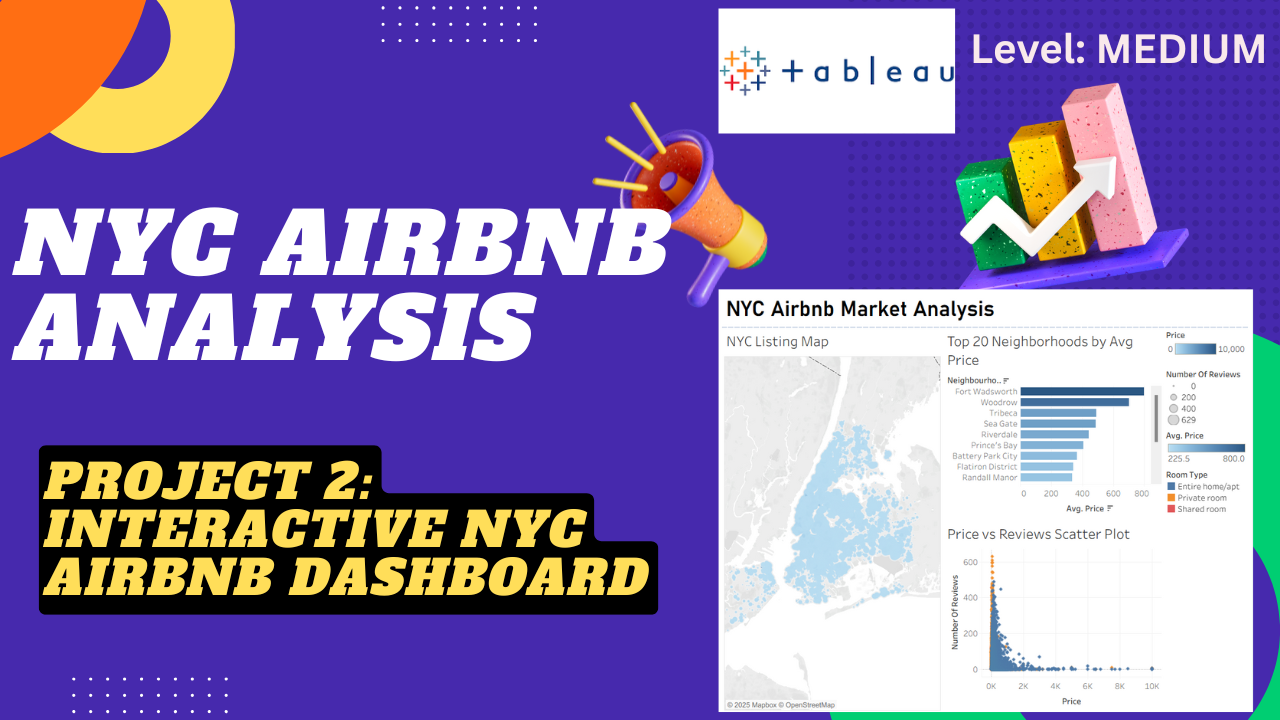 +ableau
Level: MEDIUM
NYC AIRBNB
ANALYSIS
PROJECT 2:
INTERACTIVE NYC
AIRBNB DASHBOARD
NYC Airbnb Market Analysis
NYC Listing Map
© 2025 Mapbox © OpenStreetMap
Top 20 Neighborhoods by Avg
Price
Neighbourho..
Fort Wadsworth
Woodrow
Tribeca
Sea Gate
Riverdale
Prince's Bay
Battery Park City
Flatiron District
Randall Manor
0 200 400 600 800
Avg. Price
Price vs Reviews Scatter Plot
Number Of Reviews
600
400
200
0
0K 2K 4K 6K 8K 10K
Price
Price
0 10,000
Number Of Reviews
0
200
400
629
Avg. Price
225.5 800.0
Room Type
Entire home/apt
Private room
Shared room